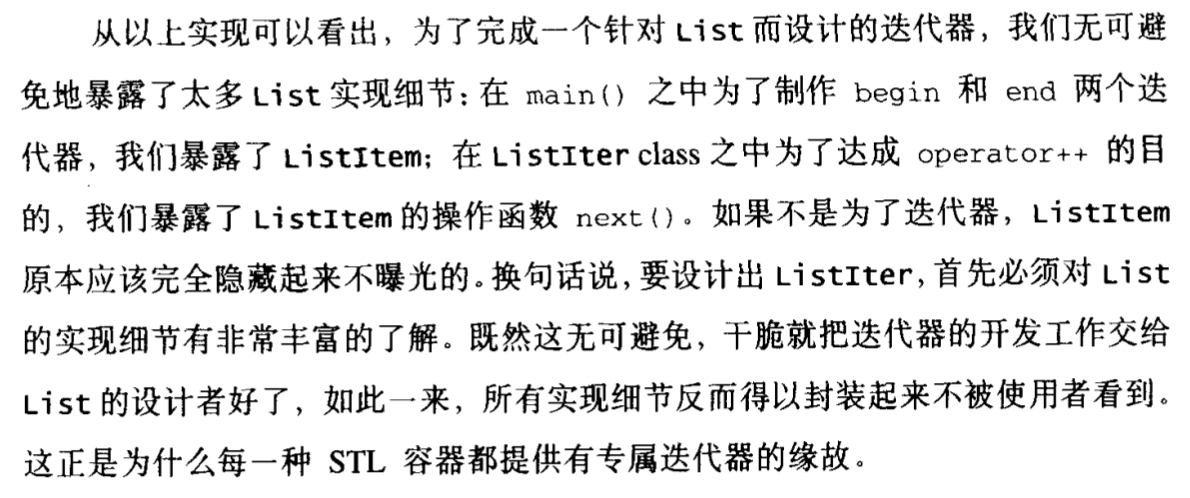 从以上实现可以看出，为了完成一个针对 List 而设计的迭代器，我们无可避
免地暴露了太多 List 实现细节：在 main() 之中为了制作 begin 和 end 两个迭
代器，我们暴露了 ListItem；在 ListIter class 之中为了达成 operator++ 的目
的，我们暴露了 ListItem 的操作函数 next()。如果不是为了迭代器，ListItem
原本应该完全隐藏起来不曝光的。换句话说，要设计出 ListIter，首先必须对 List
的实现细节有非常丰富的了解。既然这无可避免，干脆就把迭代器的开发工作交给
List 的设计者好了，如此一来，所有实现细节反而得以封装起来不被使用者看到。
这正是为什么每一种 STL 容器都提供有专属迭代器的缘故。